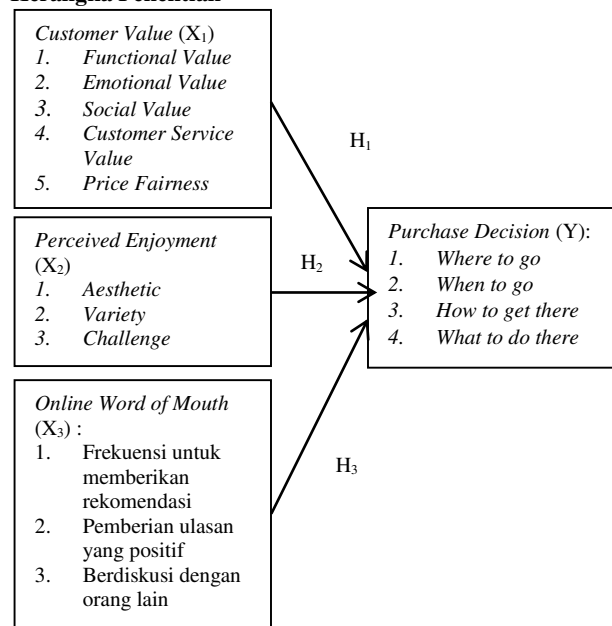 Customer Value (X₁)
1. Functional Value
2. Emotional Value
3. Social Value
4. Customer Service
Value
5. Price Fairness
H₁
Perceived Enjoyment
(X₂)
1. Aesthetic
2. Variety
3. Challenge
H₂
Purchase Decision (Y):
1. Where to go
2. When to go
3. How to get there
4. What to do there
Online Word of Mouth
(X₃) :
1. Frekuensi untuk
memberikan
rekomendasi
2. Pemberian ulasan
yang positif
3. Berdiskusi dengan
orang lain
H₃